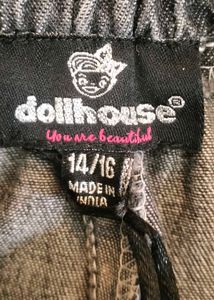 dollhouse®
You are beautiful
14/16
MADE IN
INDIA